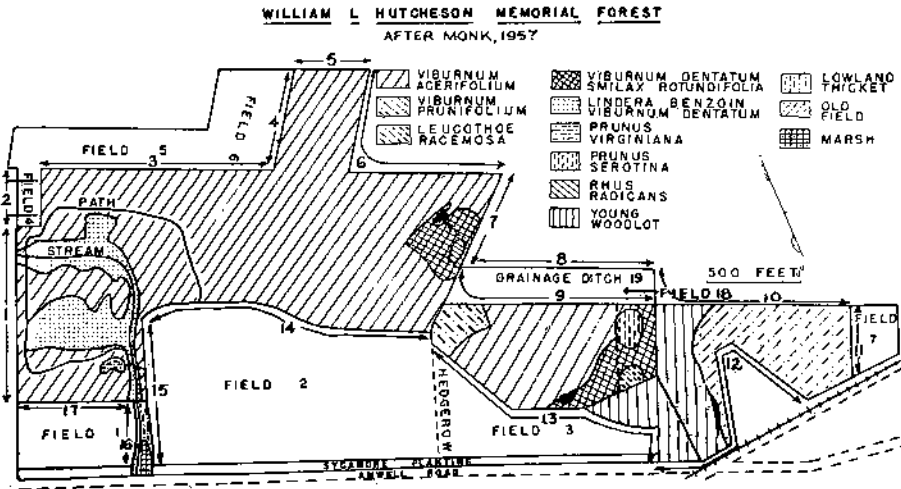 WILLIAM L HUTCHESON MEMORIAL FOREST
AFTER MONK, 1957
VIBURNUM ACERIFOLIUM
VIBURNUM PRUNIFOLIUM
LEUCOTHOE RACEMOSA
VIBURNUM DENTATUM SMILAX ROTUNDIFOLIA
LINDERA BENZOIN VIBURNUM DENTATUM
PRUNUS VIRGINIANA
PRUNUS SEROTINA
RHUS RADICANS
YOUNG WOODLOT
LOWLAND THICKET
OLD FIELD
MARSH
5
FIELD 6
4
FIELD 5
3
6
2
FIELD 4
PATH
7
STREAM
8
DRAINAGE DITCH 19
500 FEET
9
FIELD 18
10
1
14
FIELD 7
11
12
15
FIELD 2
HEDGEROW
17
13
FIELD 1
16
FIELD 3
SYCAMORE PLANTING
AMWELL ROAD